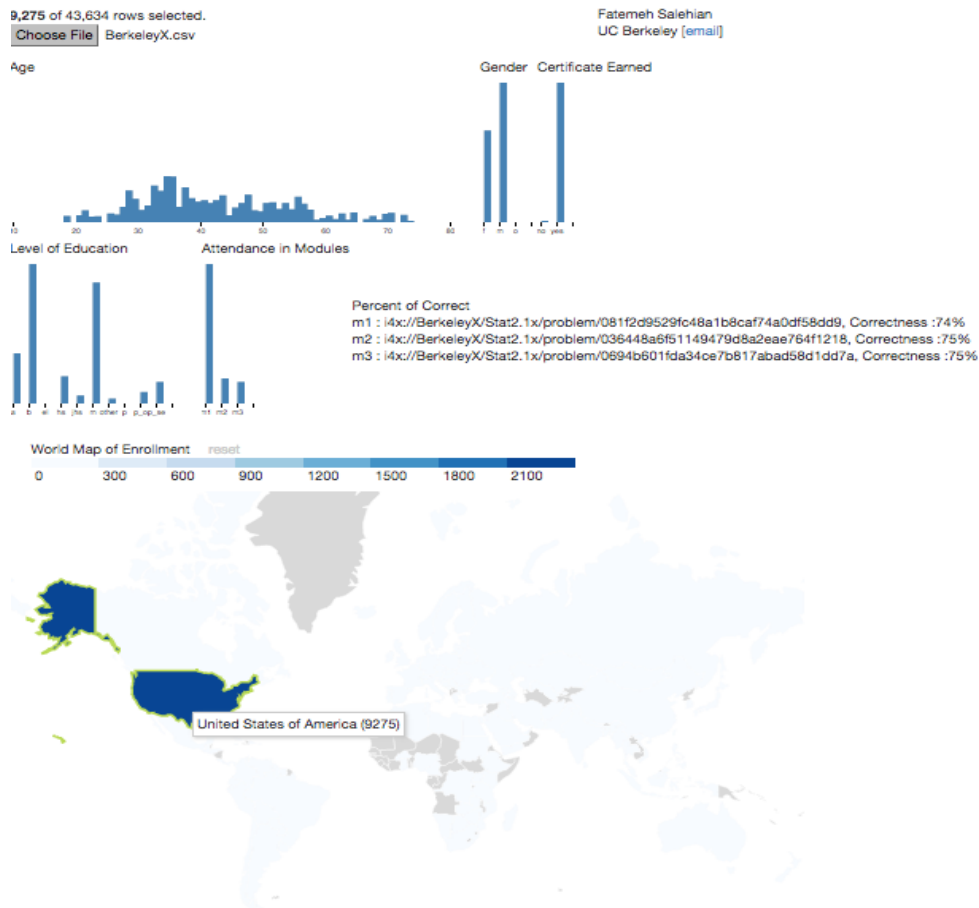 9,275 of 43,634 rows selected.
Choose File BerkeleyX.csv
Fatemeh Salehian
UC Berkeley [email]
Age
Gender Certificate Earned
10 20 30 40 50 60 70 80
f m o
no yes
Level of Education
Attendance in Modules
a b el hs jhs m other p p_op_se
m1 m2 m3
Percent of Correct
m1 : i4x://BerkeleyX/Stat2.1x/problem/081f2d9529fc48a1b8caf74a0df58dd9, Correctness :74%
m2 : i4x://BerkeleyX/Stat2.1x/problem/036448a6f51149479d8a2eae764f1218, Correctness :75%
m3 : i4x://BerkeleyX/Stat2.1x/problem/0694b601fda34ce7b817abad58d1dd7a, Correctness :75%
World Map of Enrollment reset
0 300 600 900 1200 1500 1800 2100
United States of America (9275)